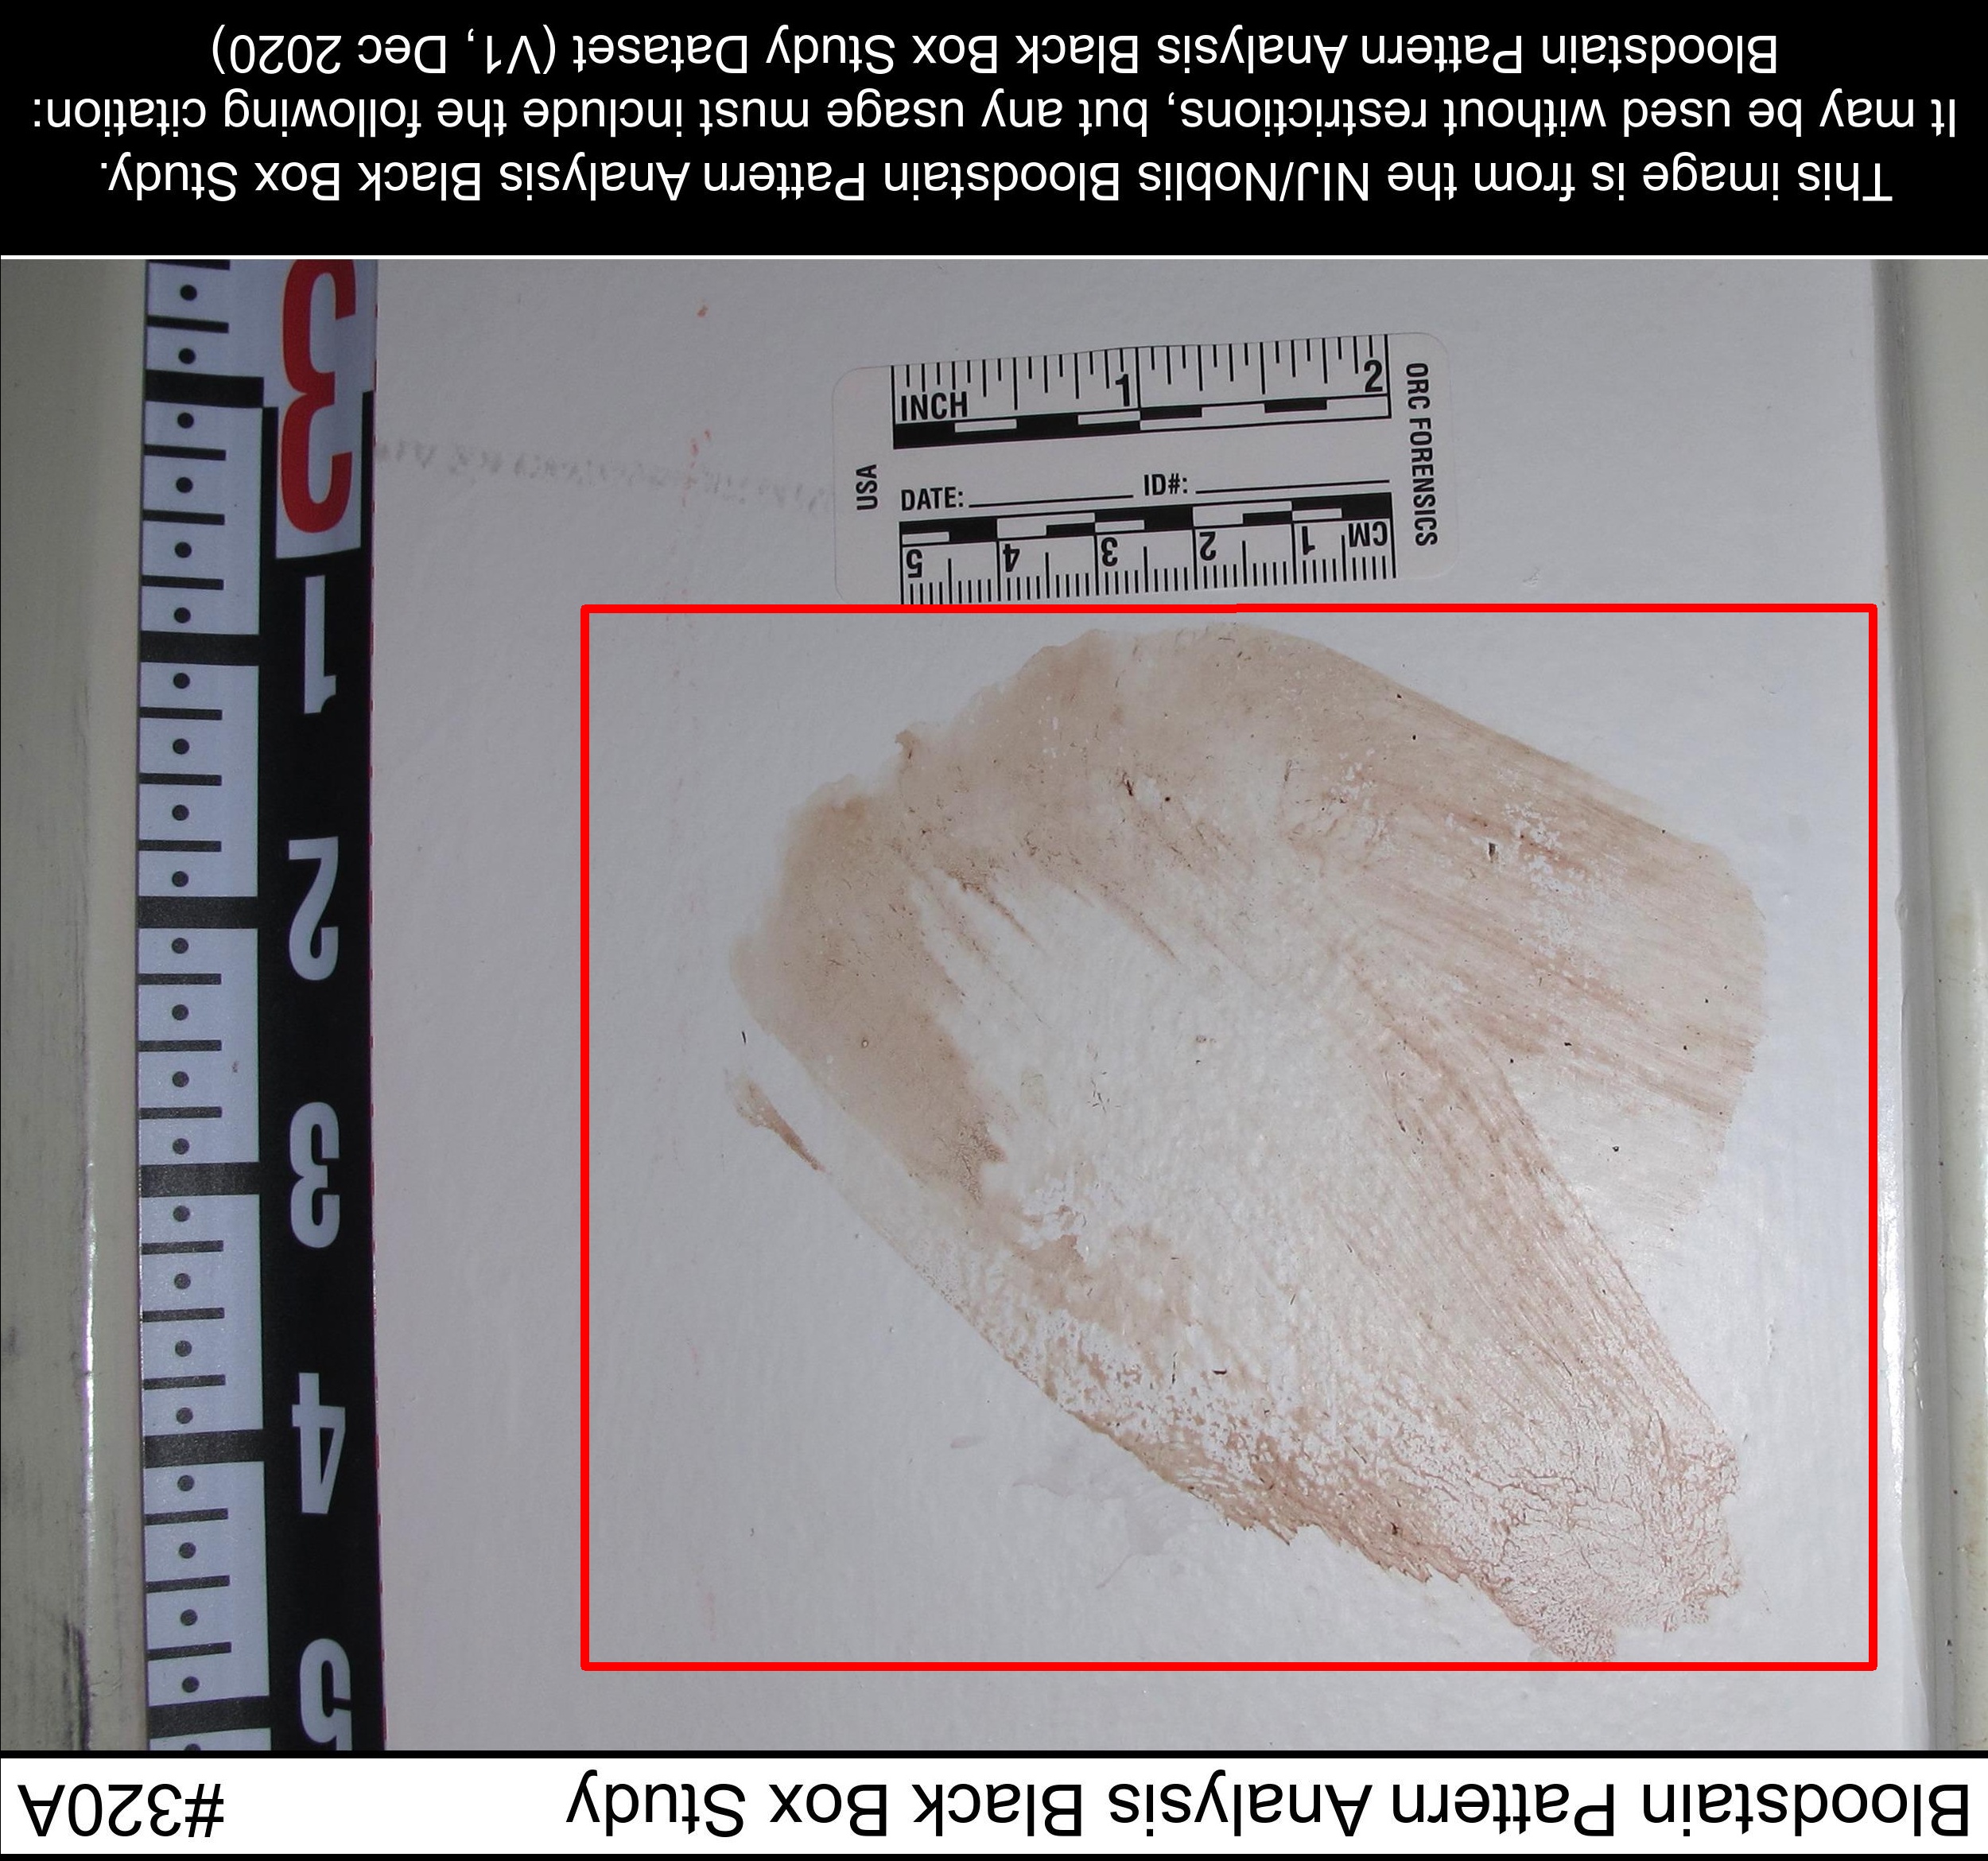 Bloodstain Pattern Analysis Black Box Study
#320A
3
1
2
3
4
5
INCH
1
2
ORC FORENSICS
USA
DATE:
ID#:
5
4
3
2
1
CM
This image is from the NIJ/Noblis Bloodstain Pattern Analysis Black Box Study.
It may be used without restrictions, but any usage must include the following citation:
Bloodstain Pattern Analysis Black Box Study Dataset (V1, Dec 2020)